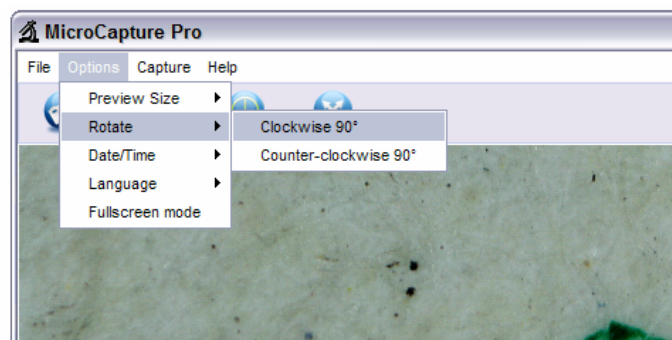 MicroCapture Pro
File Options Capture Help
Preview Size
Rotate
Clockwise 90°
Date/Time
Counter-clockwise 90°
Language
Fullscreen mode